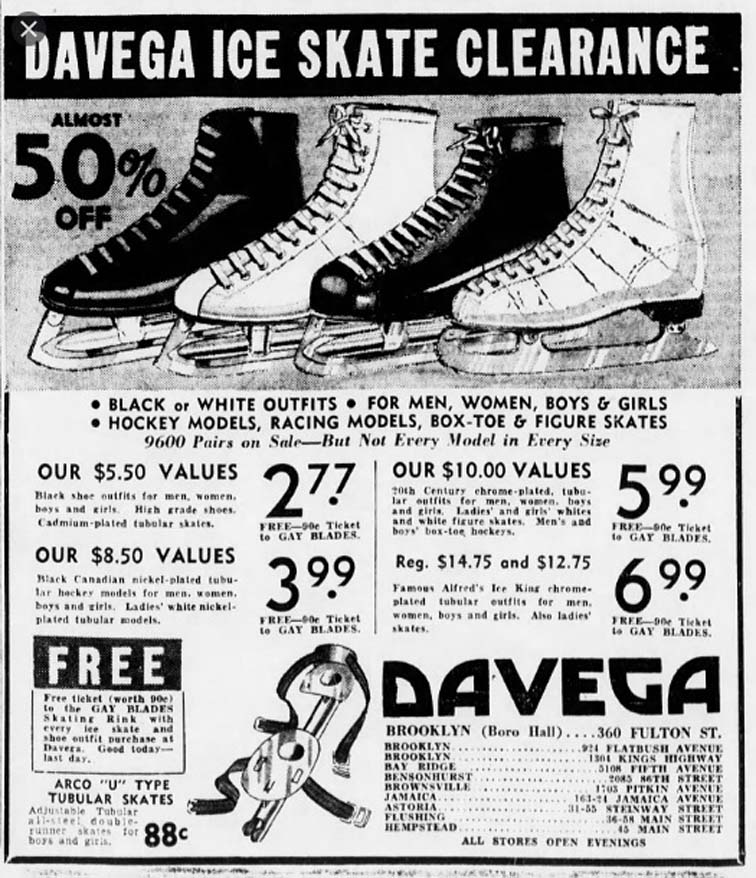 DAVEGA ICE SKATE CLEARANCE
ALMOST
50%
OFF
• BLACK or WHITE OUTFITS • FOR MEN, WOMEN, BOYS & GIRLS
• HOCKEY MODELS, RACING MODELS, BOX-TOE & FIGURE SKATES
9600 Pairs on Sale—But Not Every Model in Every Size
OUR $5.50 VALUES
Black shoe outfits for men, women,
boys and girls. High grade shoes.
Cadmium-plated tubular skates.
2.77
FREE—90c Ticket
to GAY BLADES.
OUR $8.50 VALUES
Black Canadian nickel-plated tubu-
lar hockey models for men, women,
boys and girls. Ladies' white nickel-
plated tubular models.
3.99
FREE—90c Ticket
to GAY BLADES.
OUR $10.00 VALUES
20th Century chrome-plated, tubu-
lar outfits for men, women, boys
and girls. Ladies' and girls' whites
and white figure skates. Men's and
boys' box-toe hockeys.
5.99
FREE—90c Ticket
to GAY BLADES.
Reg. $14.75 and $12.75
Famous Alfred's Ice King chrome-
plated tubular outfits for men,
women, boys and girls. Also ladies'
skates.
6.99
FREE—90c Ticket
to GAY BLADES.
FREE
Free ticket (worth 90c)
to the GAY BLADES
Skating Rink with
every ice skate and
shoe outfit purchase at
Davega. Good today—
last day.
ARCO "U" TYPE
TUBULAR SKATES
Adjustable Tubular
all-steel double-
runner skates for
boys and girls.
88c
DAVEGA
BROOKLYN (Boro Hall)....360 FULTON ST.
BROOKLYN....924 FLATBUSH AVENUE
BROOKLYN....1304 KINGS HIGHWAY
BAY RIDGE....5108 FIFTH AVENUE
BENSONHURST....2085 86TH STREET
BROWNSVILLE....1703 PITKIN AVENUE
JAMAICA....163-24 JAMAICA AVENUE
ASTORIA....31-55 STEINWAY STREET
FLUSHING....36-58 MAIN STREET
HEMPSTEAD....45 MAIN STREET
ALL STORES OPEN EVENINGS